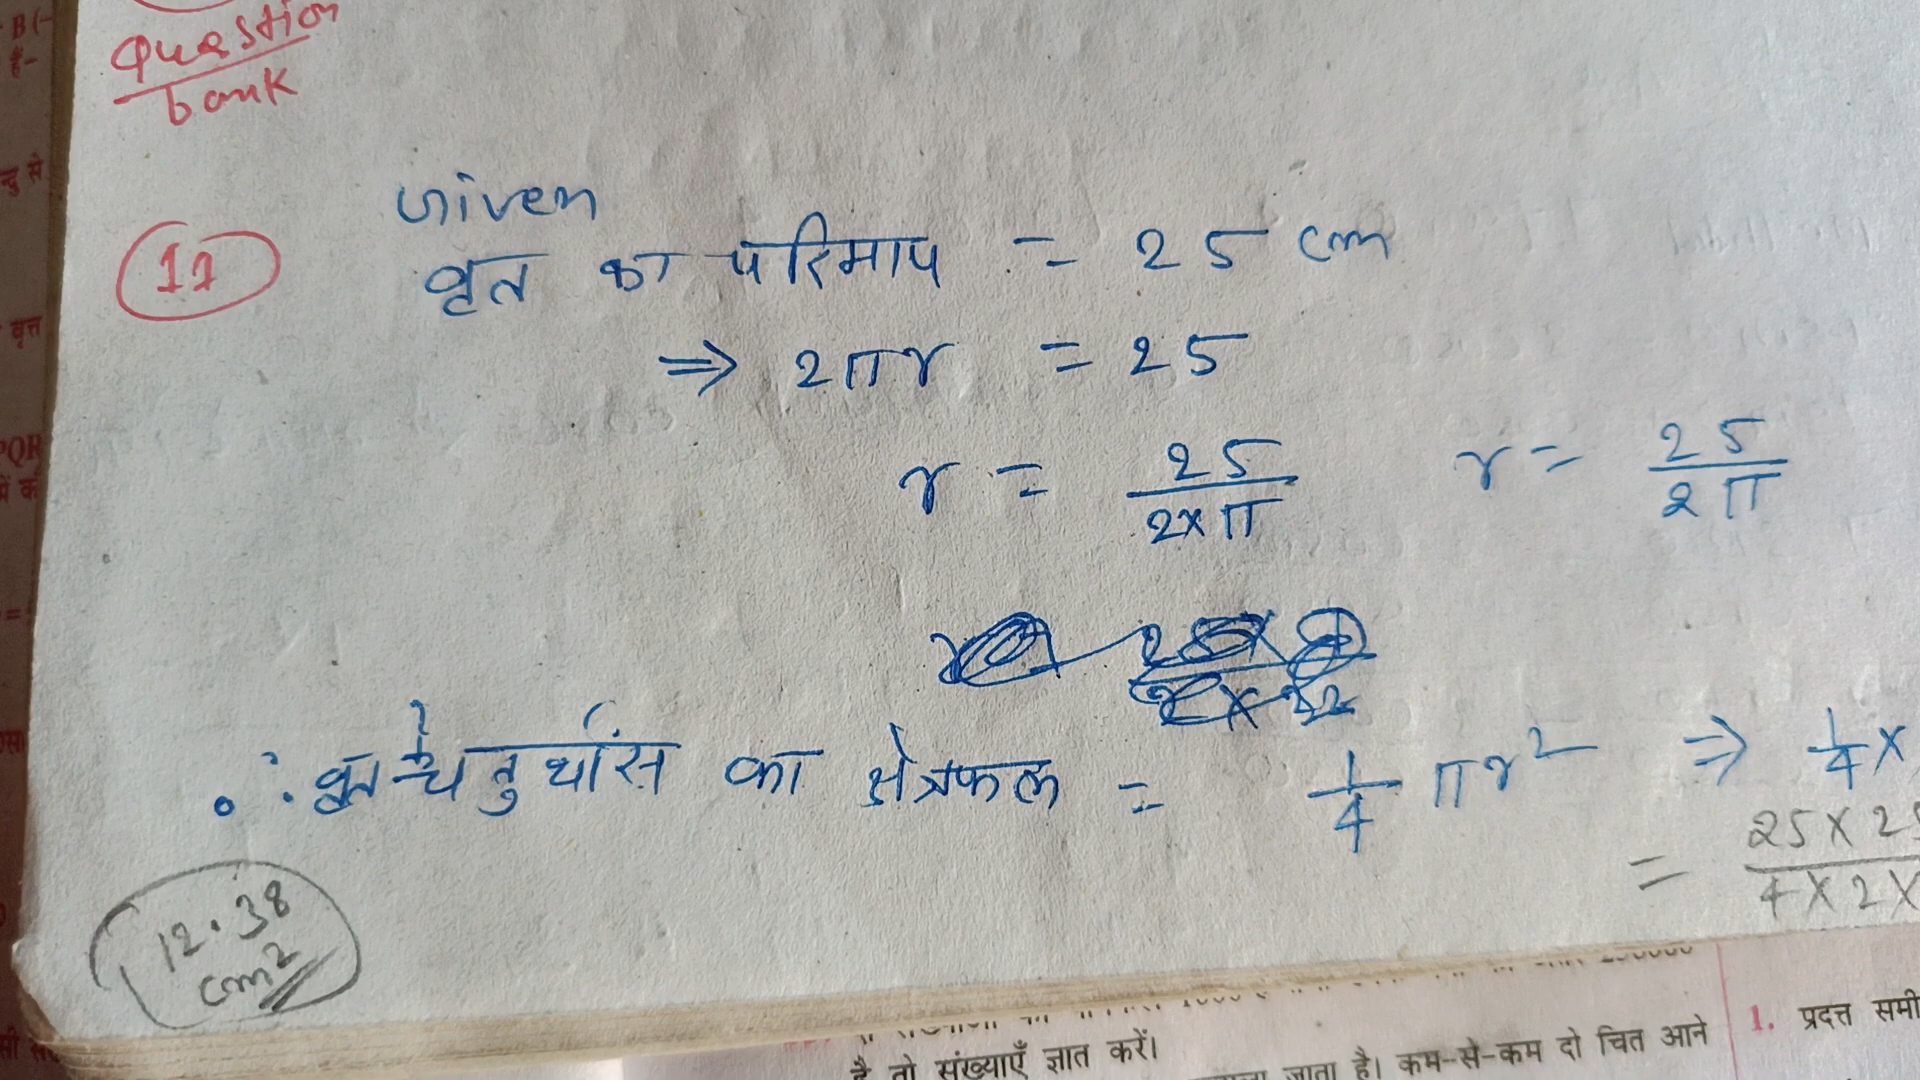 Question
bank
Given
11 वृत का परिमाप = 25 cm
⇒ 2πr = 25
r = 25/2×π r = 25/2π
∴ वृत के चतुर्थांस का क्षेत्रफल = 1/4 πr² ⇒ 1/4 ×
= 25×25/4×2×
12.38
cm²
है तो संख्याएँ ज्ञात करें।
जाता है। कम-से-कम दो चित आने
1. प्रदत्त समी